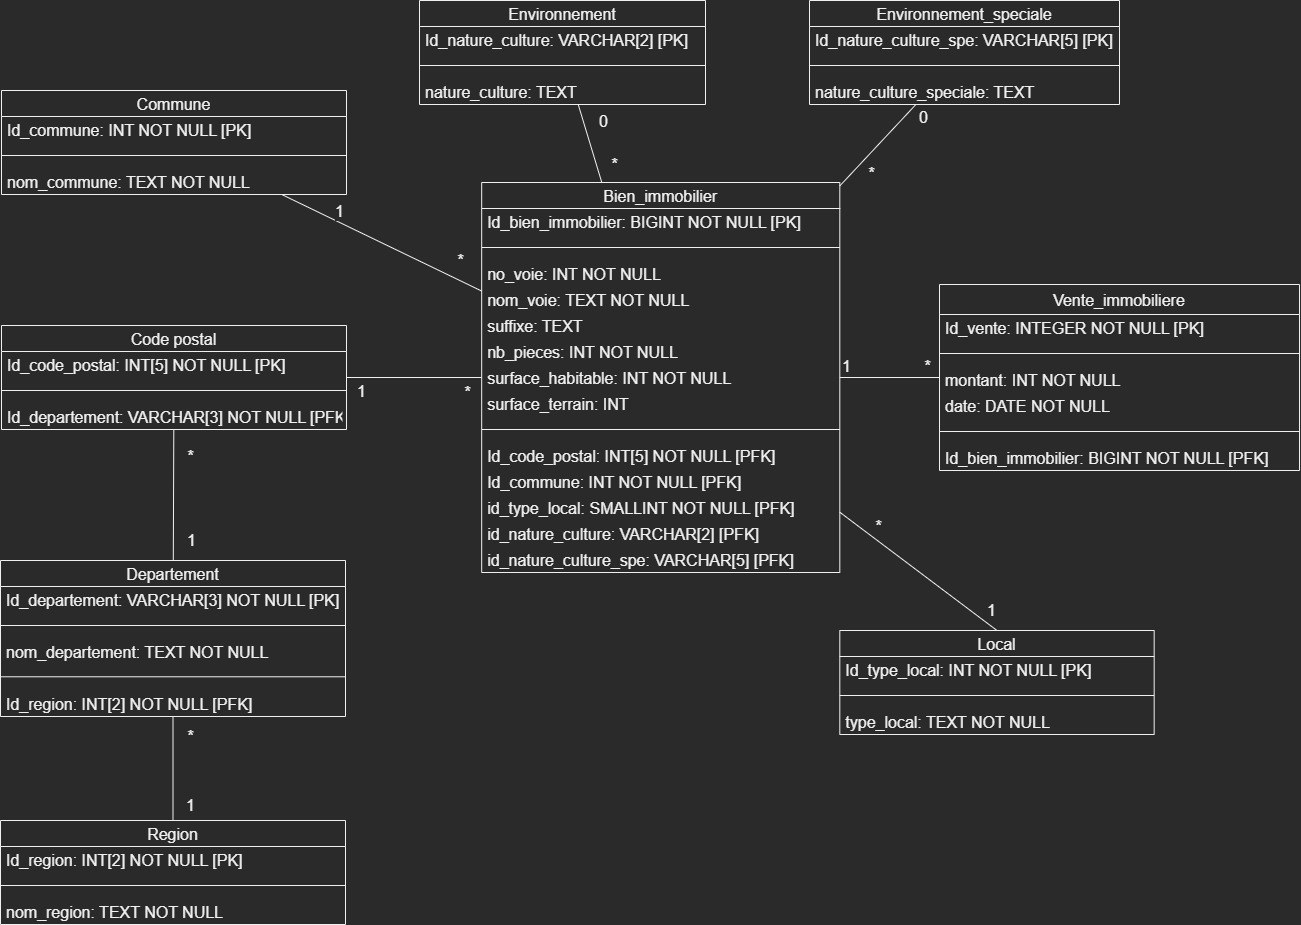 Environnement
Id_nature_culture: VARCHAR[2] [PK]
nature_culture: TEXT
0
*
Environnement_speciale
Id_nature_culture_spe: VARCHAR[5] [PK]
nature_culture_speciale: TEXT
0
*
Commune
Id_commune: INT NOT NULL [PK]
nom_commune: TEXT NOT NULL
1
*
Bien_immobilier
Id_bien_immobilier: BIGINT NOT NULL [PK]
no_voie: INT NOT NULL
nom_voie: TEXT NOT NULL
suffixe: TEXT
nb_pieces: INT NOT NULL
surface_habitable: INT NOT NULL
surface_terrain: INT
Id_code_postal: INT[5] NOT NULL [PFK]
Id_commune: INT NOT NULL [PFK]
id_type_local: SMALLINT NOT NULL [PFK]
id_nature_culture: VARCHAR[2] [PFK]
id_nature_culture_spe: VARCHAR[5] [PFK]
Vente_immobiliere
Id_vente: INTEGER NOT NULL [PK]
montant: INT NOT NULL
date: DATE NOT NULL
Id_bien_immobilier: BIGINT NOT NULL [PFK]
1
*
Code postal
Id_code_postal: INT[5] NOT NULL [PK]
Id_departement: VARCHAR[3] NOT NULL [PFK
1
*
*
1
Departement
Id_departement: VARCHAR[3] NOT NULL [PK]
nom_departement: TEXT NOT NULL
Id_region: INT[2] NOT NULL [PFK]
*
1
*
1
Local
Id_type_local: INT NOT NULL [PK]
type_local: TEXT NOT NULL
Region
Id_region: INT[2] NOT NULL [PK]
nom_region: TEXT NOT NULL